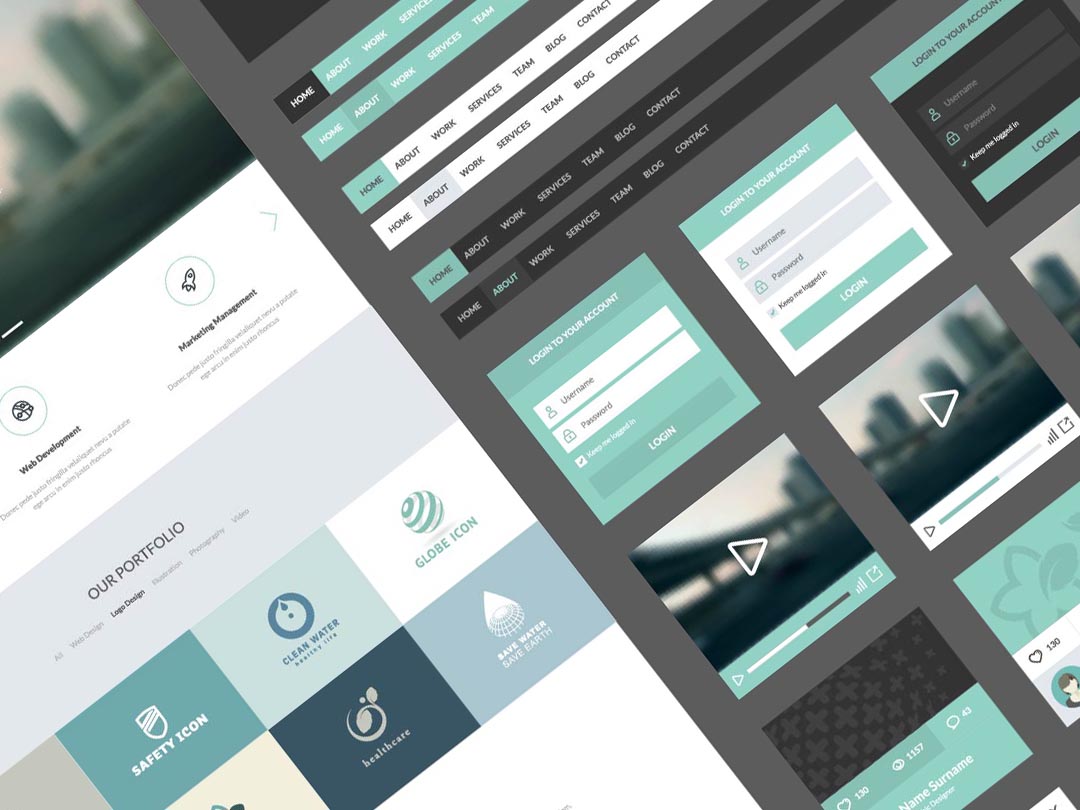 HOME ABOUT WORK SERVICES
HOME ABOUT WORK SERVICES TEAM
HOME ABOUT WORK SERVICES TEAM BLOG CONTACT
HOME ABOUT WORK SERVICES TEAM BLOG CONTACT
HOME ABOUT WORK SERVICES TEAM BLOG CONTACT
HOME ABOUT WORK SERVICES TEAM BLOG CONTACT
Marketing Management
Donec pede justo fringilla velaliquet nevu a putate
ege arcu in enim justo rhoncus
Web Development
Donec pede justo fringilla velaliquet nevu a putate
ege arcu in enim justo rhoncus
OUR PORTFOLIO
All Web Design Logo Design Illustration Photography Video
GLOBE ICON
CLEAN WATER
healthy life
SAVE WATER
SAVE EARTH
SAFETY ICON
healthcare
LOGIN TO YOUR ACCOUNT
Username
Password
Keep me logged in
LOGIN
LOGIN TO YOUR ACCOUNT
Username
Password
Keep me logged in
LOGIN
LOGIN TO YOUR ACCOUNT
Username
Password
Keep me logged in
LOGIN
130
130 1157 43
Name Surname
Designer